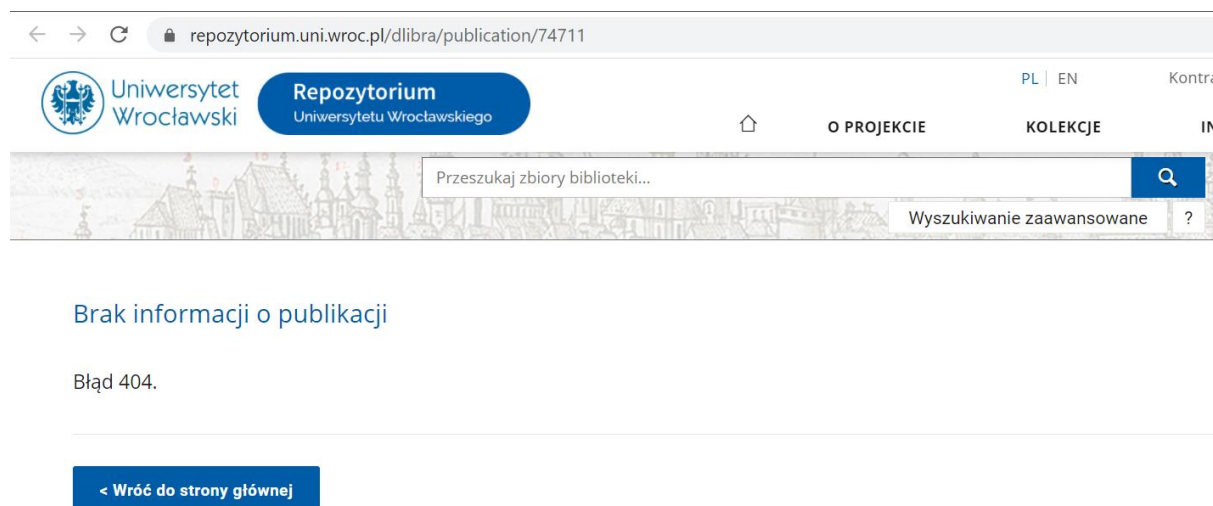 repozytorium.uni.wroc.pl/dlibra/publication/74711
Uniwersytet
Wrocławski
Repozytorium
Uniwersytetu Wrocławskiego
PL | EN
O PROJEKCIE
KOLEKCJE
Przeszukaj zbiory biblioteki...
Wyszukiwanie zaawansowane ?
Brak informacji o publikacji
Błąd 404.
< Wróć do strony głównej